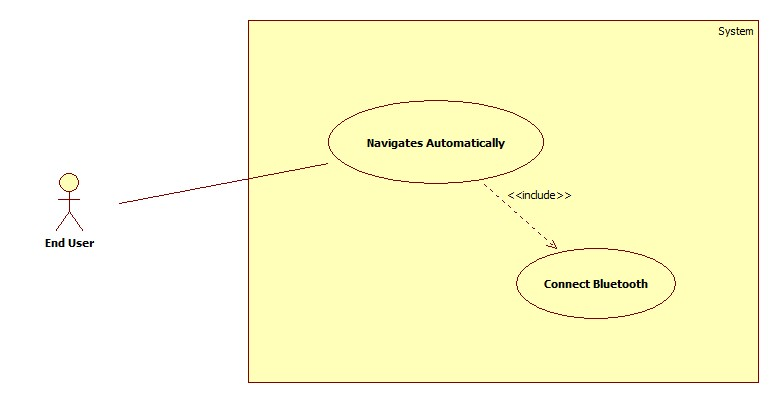 System
Navigates Automatically
<<include>>
End User
Connect Bluetooth